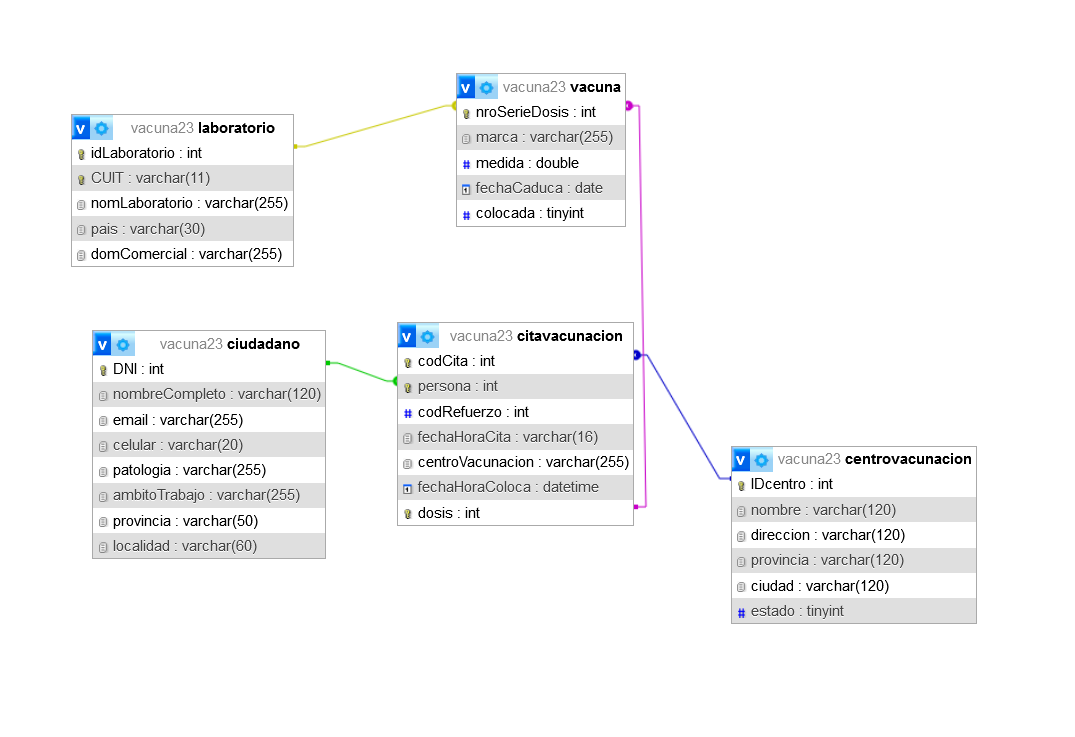 v vacuna23 laboratorio
idLaboratorio : int
CUIT : varchar(11)
nomLaboratorio : varchar(255)
pais : varchar(30)
domComercial : varchar(255)
v vacuna23 vacuna
nroSerieDosis : int
marca : varchar(255)
# medida : double
fechaCaduca : date
# colocada : tinyint
v vacuna23 ciudadano
DNI : int
nombreCompleto : varchar(120)
email : varchar(255)
celular : varchar(20)
patologia : varchar(255)
ambitoTrabajo : varchar(255)
provincia : varchar(50)
localidad : varchar(60)
v vacuna23 citavacunacion
codCita : int
persona : int
# codRefuerzo : int
fechaHoraCita : varchar(16)
centroVacunacion : varchar(255)
fechaHoraColoca : datetime
dosis : int
v vacuna23 centrovacunacion
IDcentro : int
nombre : varchar(120)
direccion : varchar(120)
provincia : varchar(120)
ciudad : varchar(120)
# estado : tinyint